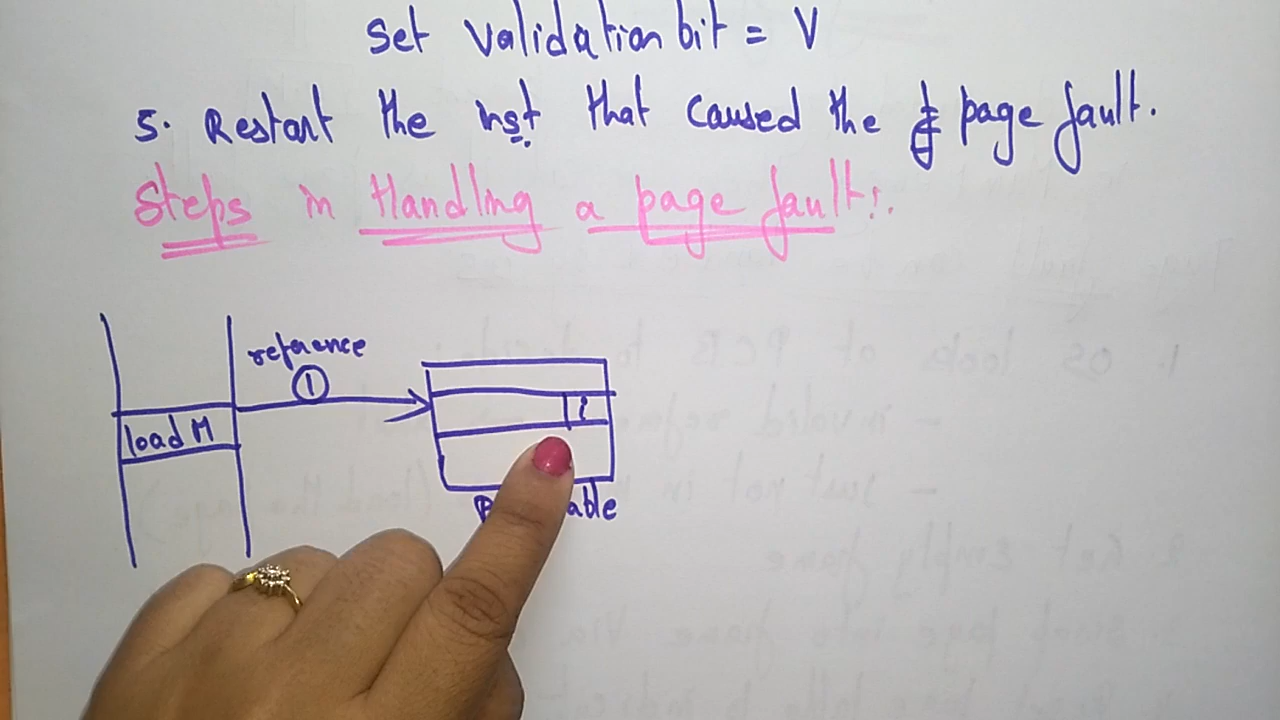 Set Validation bit = V
5. Restart the inst that caused the page fault.
Steps in Handling a page fault:.
reference
1
load M
i